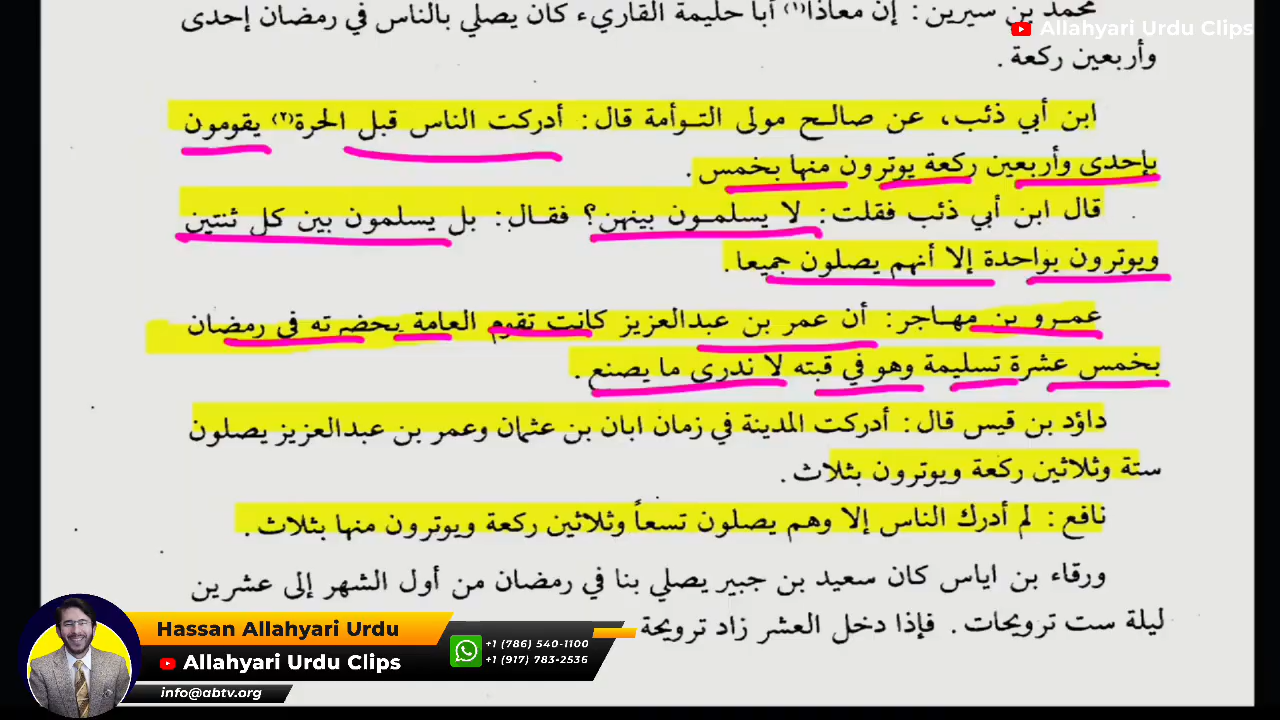 محمد بن سيرين : إن معاذا(١) أبا حليمة القاريء كان يصلي بالناس في رمضان إحدى
Allahyari Urdu Clips
وأربعين ركعة .
ابن أبي ذئب، عن صالح مولى التوأمة قال : أدركت الناس قبل الحرة(٢) يقومون
بإحدى وأربعين ركعة يوترون منها بخمس .
قال ابن أبي ذئب فقلت : لا يسلمون بينهن؟ فقال : بل يسلمون بين كل ثنتين
ويوترون بواحدة إلا أنهم يصلون جميعا .
عمرو بن مهاجر : أن عمر بن عبدالعزيز كانت تقوم العامة بحضرته في رمضان
بخمس عشرة تسليمة وهو في قبته لا ندري ما يصنع .
داؤد بن قيس قال : أدركت المدينة في زمان ابان بن عثمان وعمر بن عبدالعزيز يصلون
ستة وثلاثين ركعة ويوترون بثلاث .
نافع : لم أدرك الناس إلا وهم يصلون تسعاً وثلاثين ركعة ويوترون منها بثلاث .
ورقاء بن اياس كان سعيد بن جبير يصلي بنا في رمضان من أول الشهر إلى عشرين
ليلة ست ترويحات . فإذا دخل العشر زاد ترويحة
Hassan Allahyari Urdu
Allahyari Urdu Clips
info@abtv.org
+1 (786) 540-1100
+1 (917) 783-2536